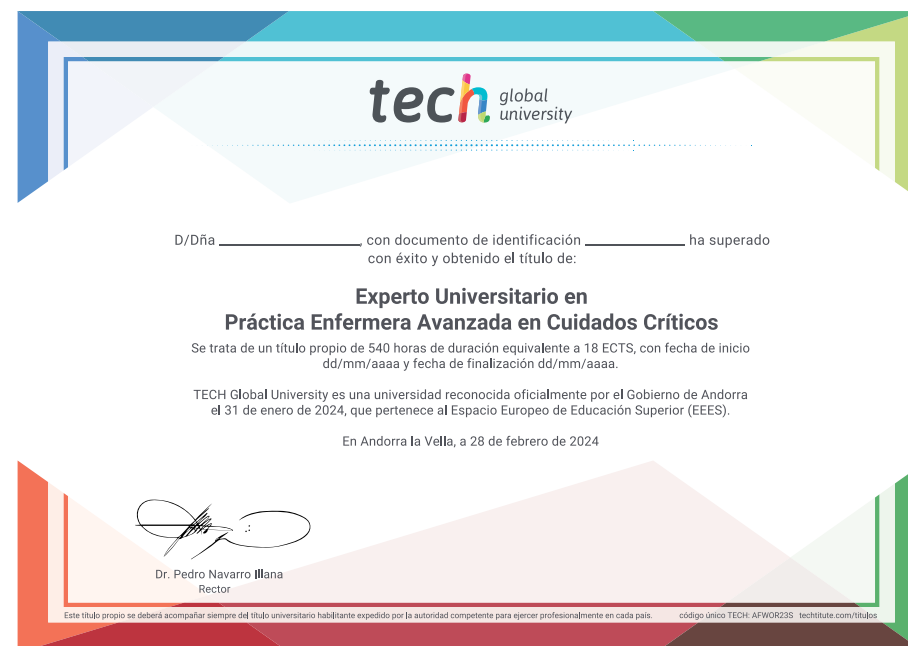 tech global university
D/Dña ____________________, con documento de identificación ______________ ha superado
con éxito y obtenido el título de:
Experto Universitario en
Práctica Enfermera Avanzada en Cuidados Críticos
Se trata de un título propio de 540 horas de duración equivalente a 18 ECTS, con fecha de inicio
dd/mm/aaaa y fecha de finalización dd/mm/aaaa.
TECH Global University es una universidad reconocida oficialmente por el Gobierno de Andorra
el 31 de enero de 2024, que pertenece al Espacio Europeo de Educación Superior (EEES).
En Andorra la Vella, a 28 de febrero de 2024
Dr. Pedro Navarro Illana
Rector
Este título propio se deberá acompañar siempre del título universitario habilitante expedido por la autoridad competente para ejercer profesionalmente en cada país. código único TECH: AFWOR23S techtitute.com/titulos